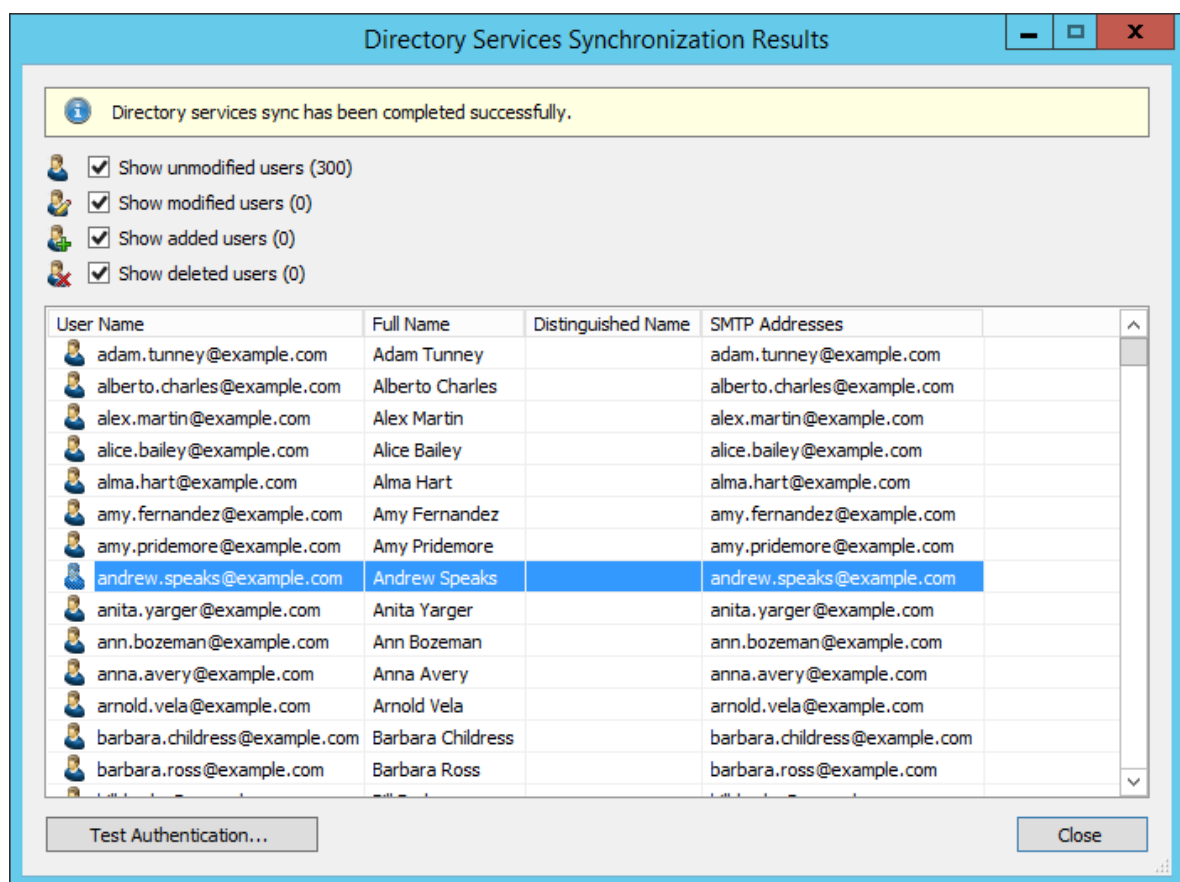 Directory Services Synchronization Results
Directory services sync has been completed successfully.
Show unmodified users (300)
Show modified users (0)
Show added users (0)
Show deleted users (0)
User Name Full Name Distinguished Name SMTP Addresses
adam.tunney@example.com Adam Tunney adam.tunney@example.com
alberto.charles@example.com Alberto Charles alberto.charles@example.com
alex.martin@example.com Alex Martin alex.martin@example.com
alice.bailey@example.com Alice Bailey alice.bailey@example.com
alma.hart@example.com Alma Hart alma.hart@example.com
amy.fernandez@example.com Amy Fernandez amy.fernandez@example.com
amy.pridemore@example.com Amy Pridemore amy.pridemore@example.com
andrew.speaks@example.com Andrew Speaks andrew.speaks@example.com
anita.yarger@example.com Anita Yarger anita.yarger@example.com
ann.bozeman@example.com Ann Bozeman ann.bozeman@example.com
anna.avery@example.com Anna Avery anna.avery@example.com
arnold.vela@example.com Arnold Vela arnold.vela@example.com
barbara.childress@example.com Barbara Childress barbara.childress@example.com
barbara.ross@example.com Barbara Ross barbara.ross@example.com
Test Authentication... Close